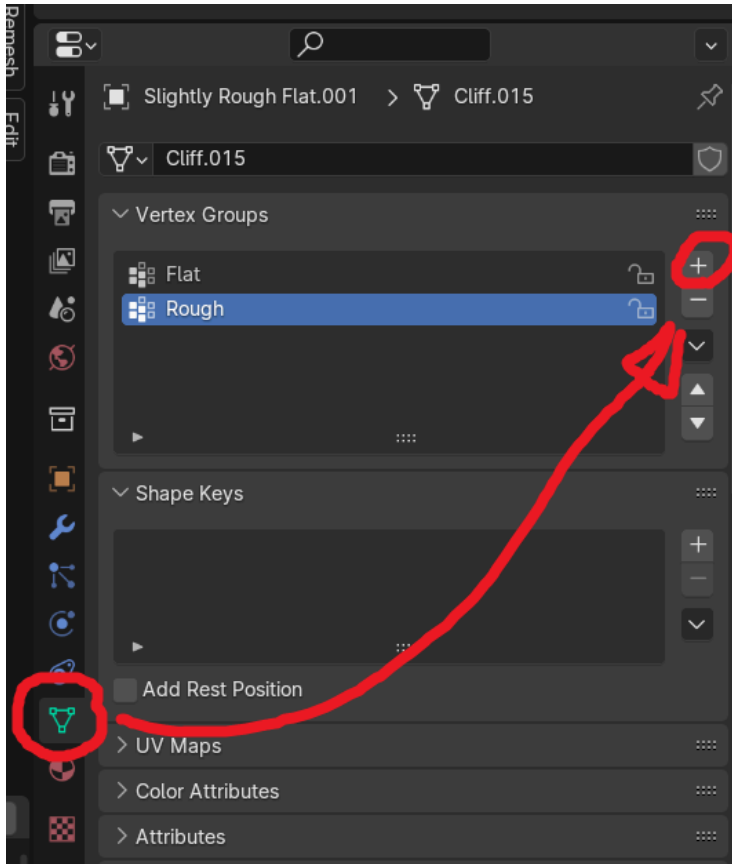 Remesh
Edit
Slightly Rough Flat.001 > Cliff.015
Cliff.015
Vertex Groups
Flat
Rough
Shape Keys
Add Rest Position
UV Maps
Color Attributes
Attributes